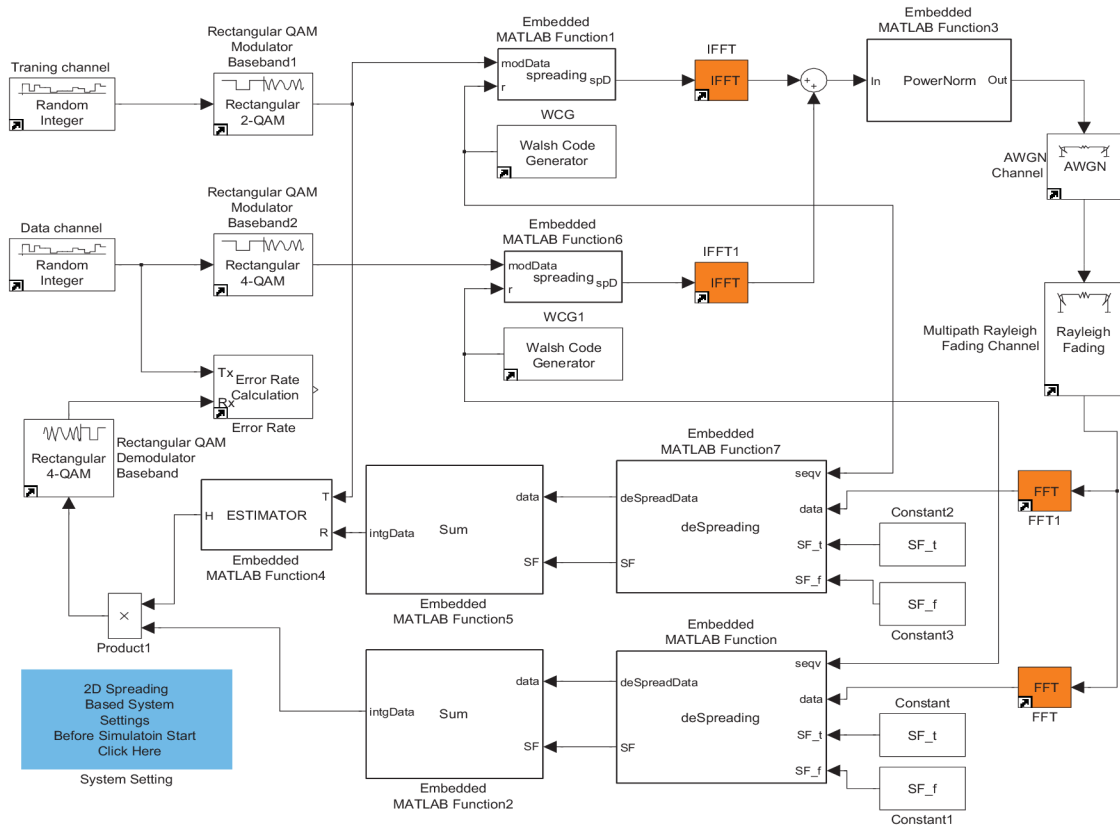 Traning channel
Random
Integer
Rectangular QAM
Modulator
Baseband1
Rectangular
2-QAM
Embedded
MATLAB Function1
modData
spreading
spD
r
WCG
Walsh Code
Generator
IFFT
IFFT
+
+
Embedded
MATLAB Function3
In
PowerNorm
Out
AWGN
Channel
AWGN
Data channel
Random
Integer
Rectangular QAM
Modulator
Baseband2
Rectangular
4-QAM
Embedded
MATLAB Function6
modData
spreading
spD
r
WCG1
Walsh Code
Generator
IFFT1
IFFT
Multipath Rayleigh
Fading Channel
Rayleigh
Fading
Tx
Rx
Error Rate
Calculation
Error Rate
Rectangular
4-QAM
Rectangular QAM
Demodulator
Baseband
T
H
ESTIMATOR
R
Embedded
MATLAB Function4
data
Sum
intgData
SF
Embedded
MATLAB Function5
Embedded
MATLAB Function7
seqv
deSpreadData
data
deSpreading
SF_t
SF
SF_f
Constant2
SF_t
SF_f
Constant3
FFT
FFT1
×
Product1
data
intgData
Sum
SF
Embedded
MATLAB Function2
Embedded
MATLAB Function
seqv
deSpreadData
data
deSpreading
SF_t
SF
SF_f
Constant
SF_t
SF_f
Constant1
FFT
FFT
2D Spreading
Based System
Settings
Before Simulatoin Start
Click Here
System Setting